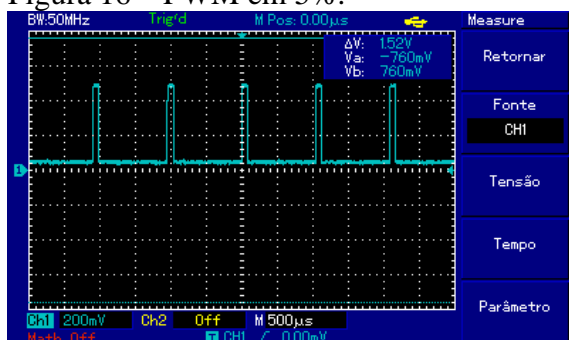 Figura 16 – PWM em 5%.
BW:50MHz Trig'd M Pos: 0.00µs Measure
ΔV: 1.52V
Va: -760mV
Vb: 760mV
Retornar
Fonte
CH1
1
Tensão
Tempo
Parâmetro
Ch1 200mV Ch2 Off M 500µs
Math Off T CH1 / 0.00mV